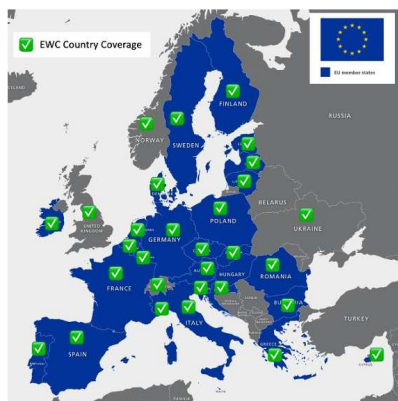 EWC Country Coverage
EU member states
FINLAND
NORWAY
SWEDEN
RUSSIA
BELARUS
POLAND
UKRAINE
UNITED
KINGDOM
GERMANY
FRANCE
HUNGARY
ROMANIA
ITALY
SPAIN
TURKEY
GREECE
CYPRUS